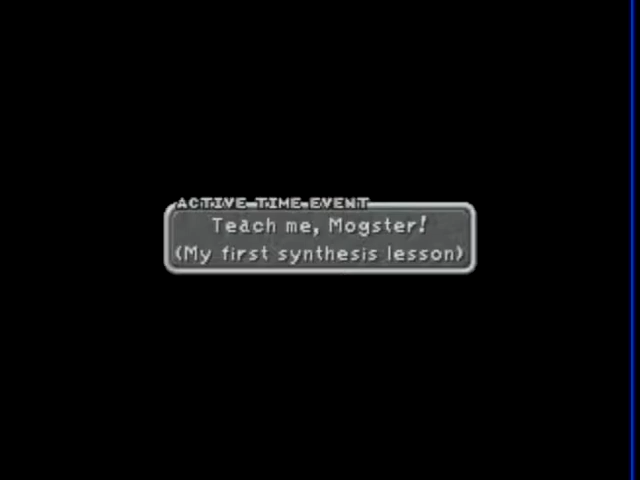 ACTIVE TIME EVENT
Teach me, Mogster!
(My first synthesis lesson)